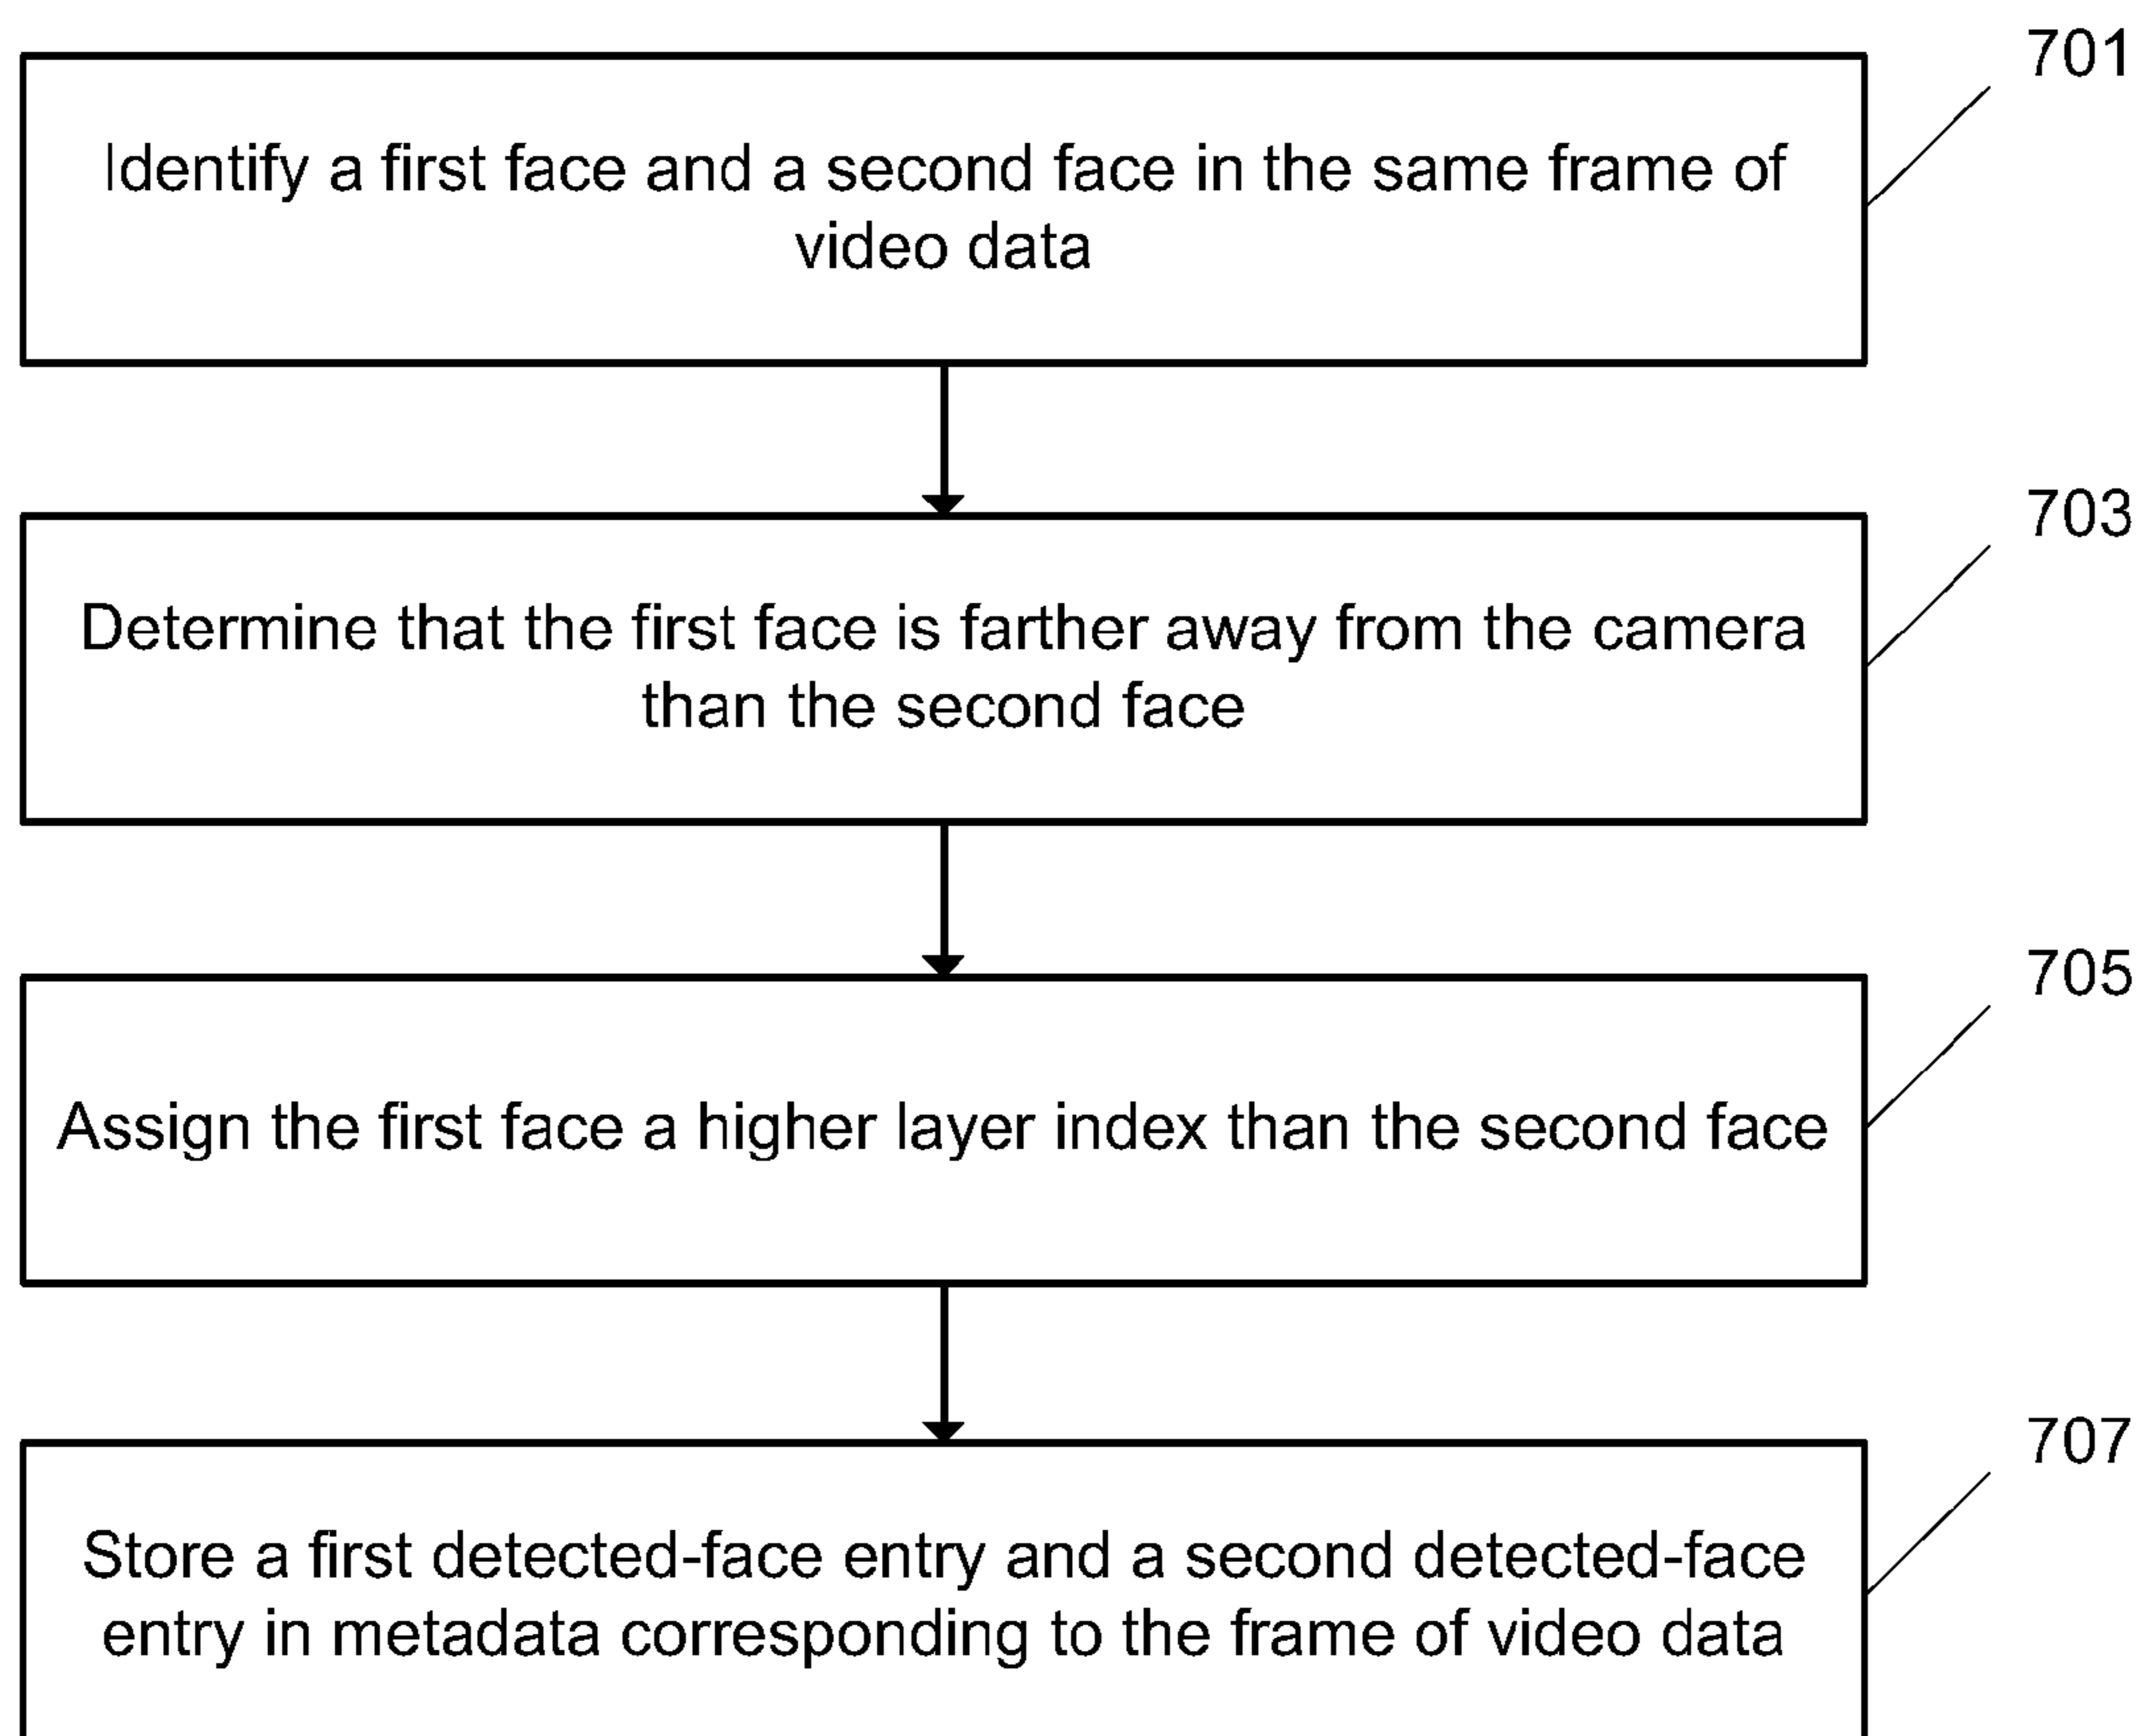 701
Identify a first face and a second face in the same frame of
video data
703
Determine that the first face is farther away from the camera
than the second face
705
Assign the first face a higher layer index than the second face
707
Store a first detected-face entry and a second detected-face
entry in metadata corresponding to the frame of video data